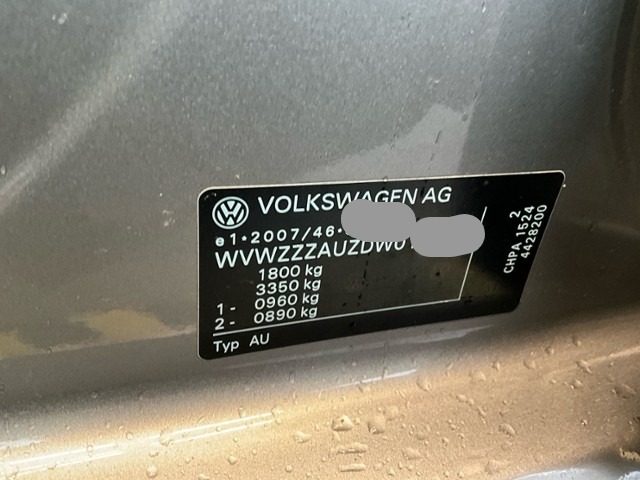 VOLKSWAGEN AG
e1•2007/46•
WVWZZZAUZDW0
1800 kg
3350 kg
1 - 0960 kg
2 - 0890 kg
Typ AU
2
CHPA 1524
4428200